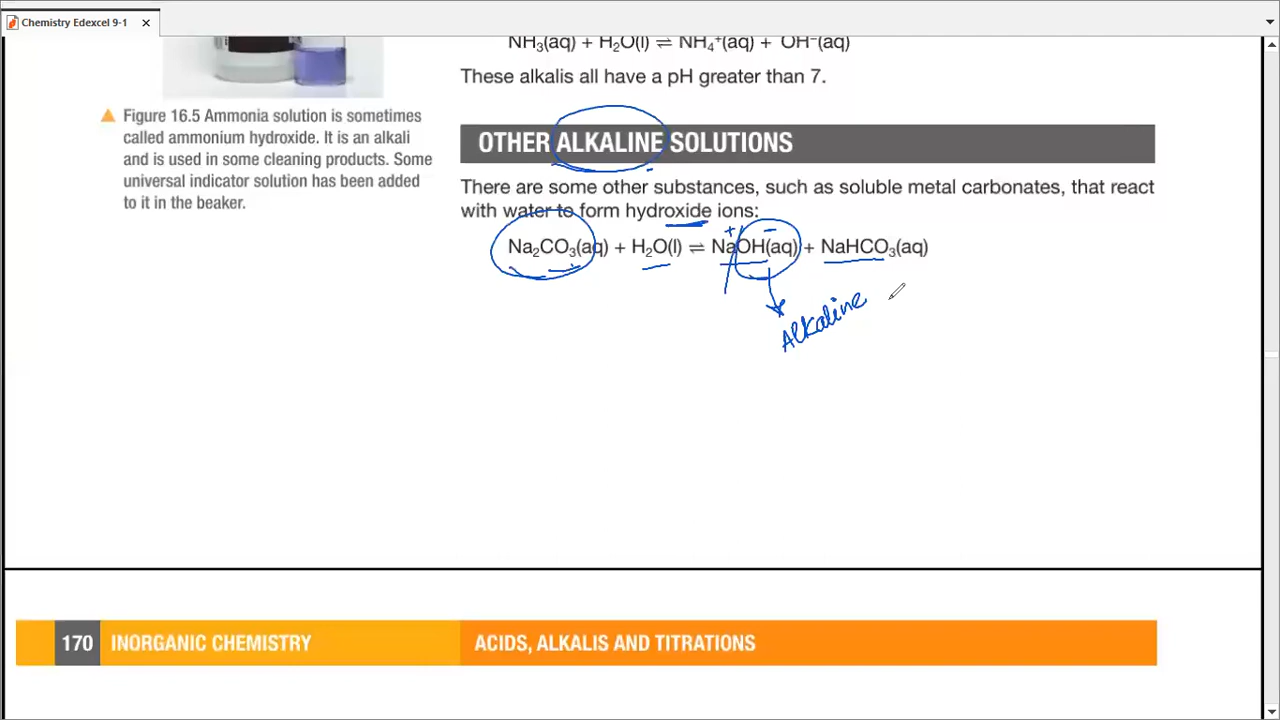 Chemistry Edexcel 9-1
NH₃(aq) + H₂O(l) ⇌ NH₄⁺(aq) + OH⁻(aq)
These alkalis all have a pH greater than 7.
Figure 16.5 Ammonia solution is sometimes
called ammonium hydroxide. It is an alkali
and is used in some cleaning products. Some
universal indicator solution has been added
to it in the beaker.
OTHER ALKALINE SOLUTIONS
There are some other substances, such as soluble metal carbonates, that react
with water to form hydroxide ions:
+ −
Na₂CO₃(aq) + H₂O(l) ⇌ NaOH(aq) + NaHCO₃(aq)
Alkaline
170 INORGANIC CHEMISTRY ACIDS, ALKALIS AND TITRATIONS